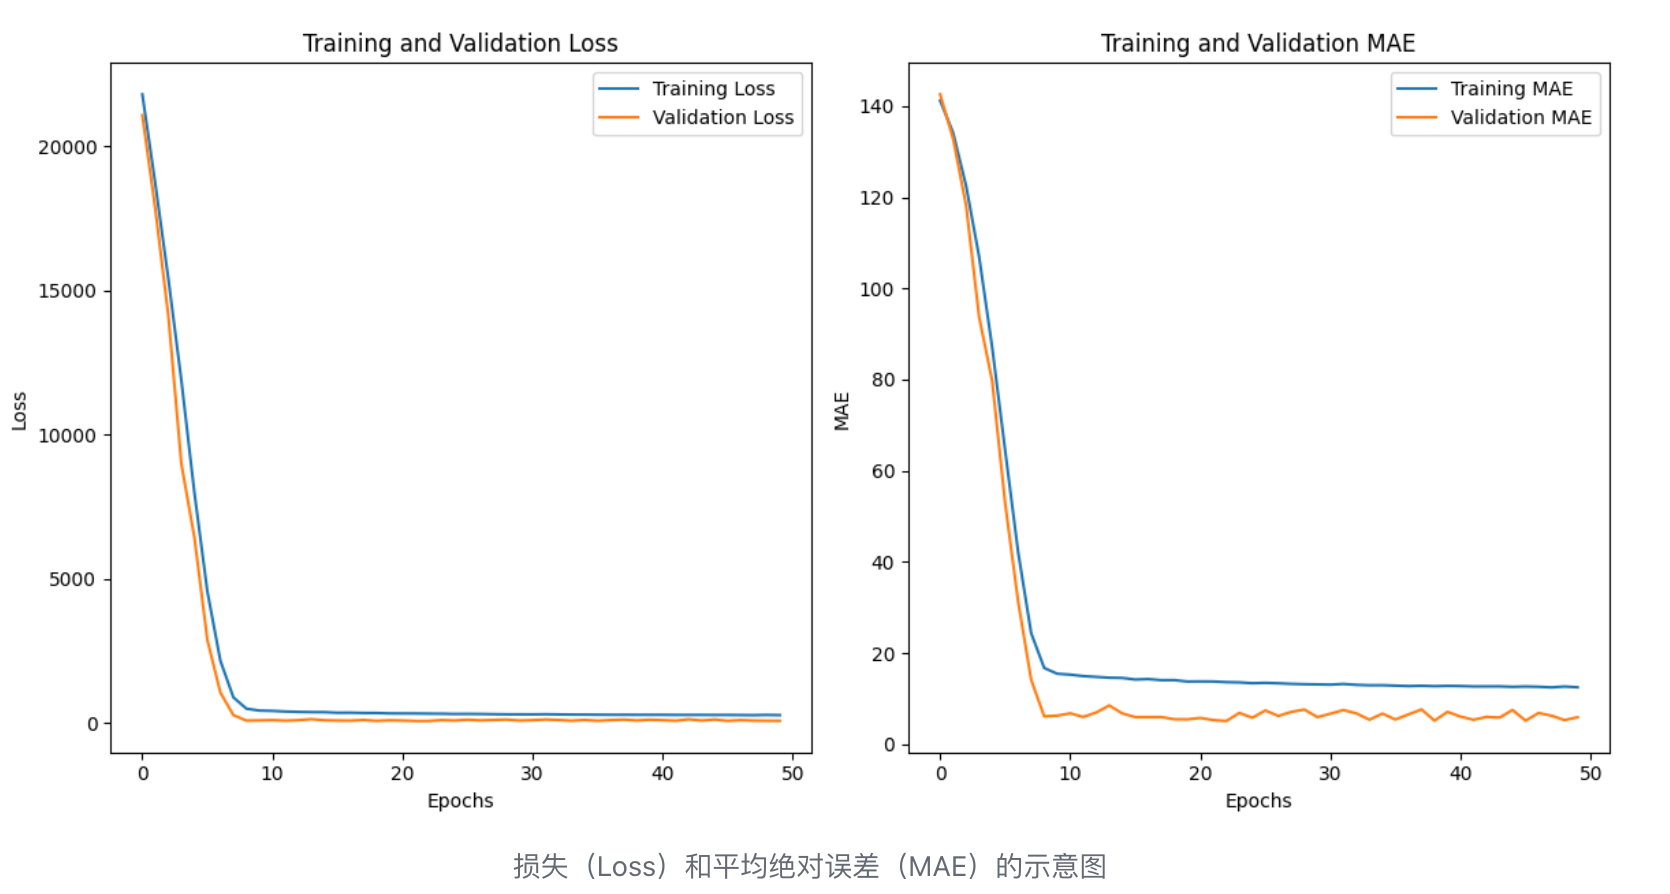 Training and Validation Loss
Training Loss
Validation Loss
20000
15000
10000
5000
0
Loss
0 10 20 30 40 50
Epochs
Training and Validation MAE
Training MAE
Validation MAE
140
120
100
80
60
40
20
0
MAE
0 10 20 30 40 50
Epochs
损失（Loss）和平均绝对误差（MAE）的示意图